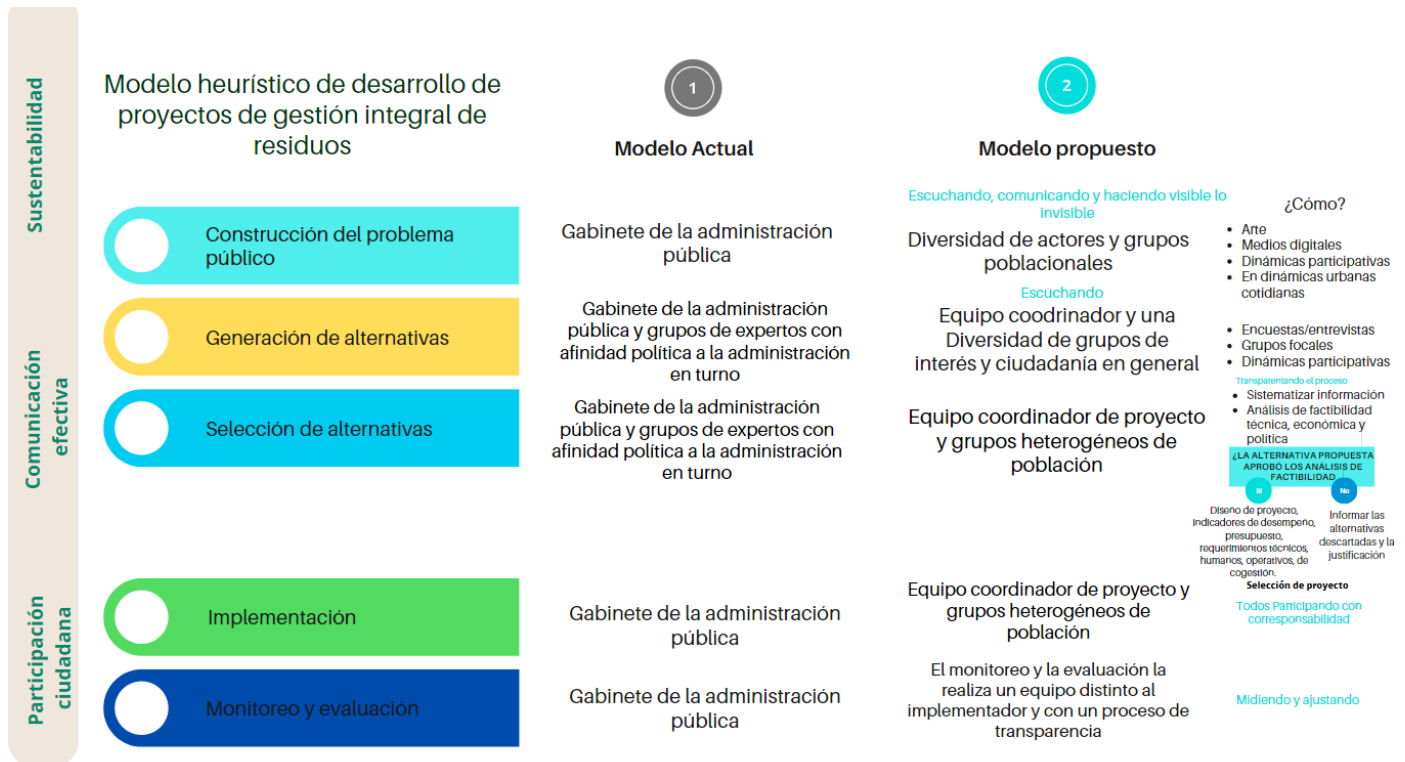 Sustentabilidad
Comunicación
efectiva
Participación
ciudadana
Modelo heurístico de desarrollo de
proyectos de gestión integral de
residuos
1
Modelo Actual
2
Modelo propuesto
Construcción del problema
público
Gabinete de la administración
pública
Escuchando, comunicando y haciendo visible lo
invisible
Diversidad de actores y grupos
poblacionales
¿Cómo?
• Arte
• Medios digitales
• Dinámicas participativas
• En dinámicas urbanas
cotidianas
Generación de alternativas
Gabinete de la administración
pública y grupos de expertos con
afinidad política a la administración
en turno
Escuchando
Equipo coodrinador y una
Diversidad de grupos de
interés y ciudadanía en general
• Encuestas/entrevistas
• Grupos focales
• Dinámicas participativas
Selección de alternativas
Gabinete de la administración
pública y grupos de expertos con
afinidad política a la administración
en turno
Equipo coordinador de proyecto
y grupos heterogéneos de
población
Transparentando el proceso
• Sistematizar información
• Análisis de factibilidad
técnica, económica y
política
¿LA ALTERNATIVA PROPUESTA
APROBÓ LOS ANÁLISIS DE
FACTIBILIDAD
Sí
No
Diseño de proyecto,
indicadores de desempeño,
presupuesto,
requerimientos técnicos,
humanos, operativos, de
cogestión.
Informar las
alternativas
descartadas y la
justificación
Selección de proyecto
Implementación
Gabinete de la administración
pública
Equipo coordinador de proyecto y
grupos heterogéneos de
población
Todos Participando con
corresponsabilidad
Monitoreo y evaluación
Gabinete de la administración
pública
El monitoreo y la evaluación la
realiza un equipo distinto al
implementador y con un proceso de
transparencia
Midiendo y ajustando